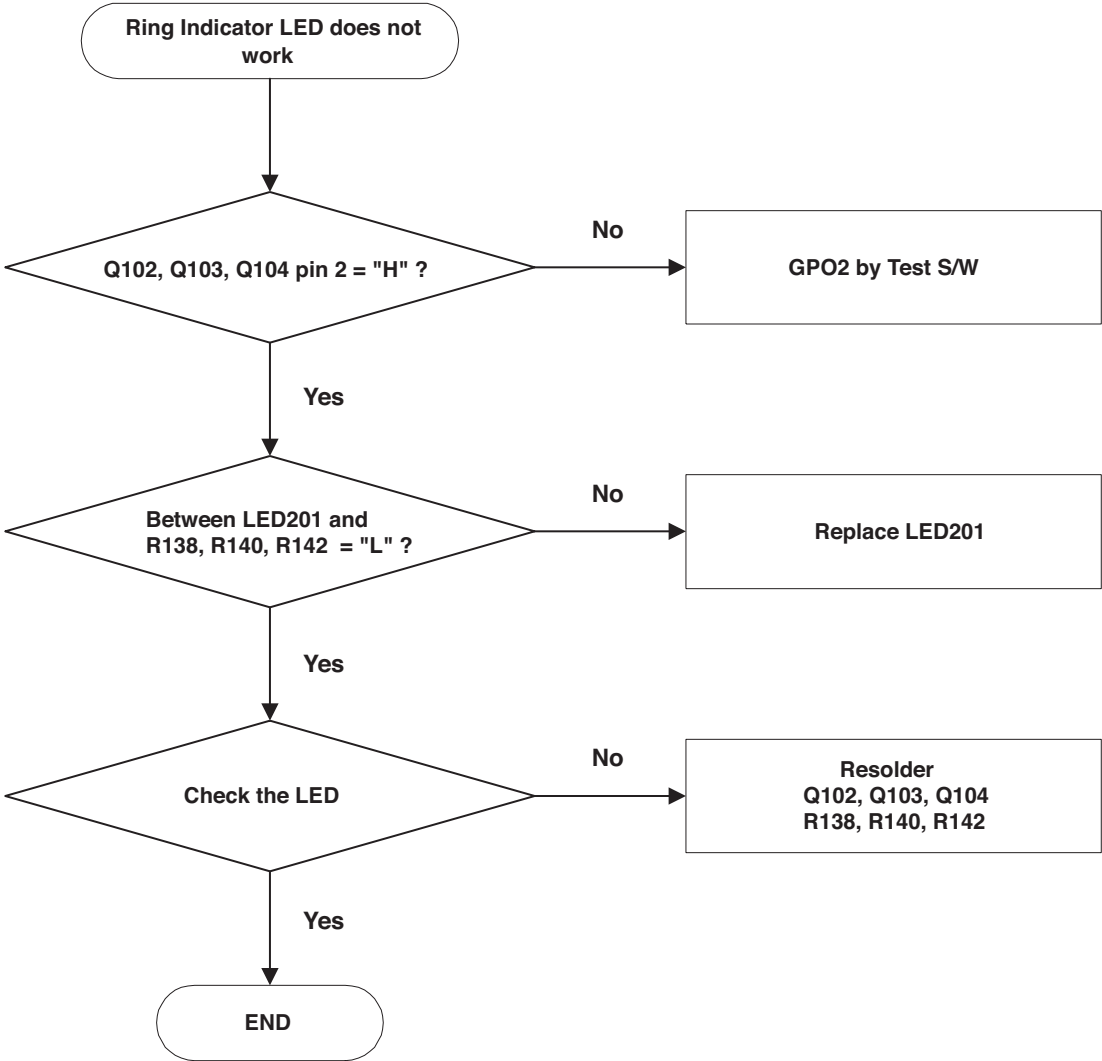 Ring Indicator LED does not
work
Q102, Q103, Q104 pin 2 = "H" ?
No
GPO2 by Test S/W
Yes
Between LED201 and
R138, R140, R142 = "L" ?
No
Replace LED201
Yes
Check the LED
No
Resolder
Q102, Q103, Q104
R138, R140, R142
Yes
END